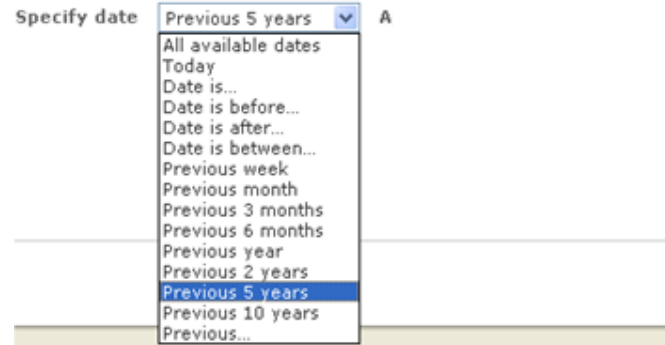 Specify date Previous 5 years A
All available dates
Today
Date is...
Date is before...
Date is after...
Date is between...
Previous week
Previous month
Previous 3 months
Previous 6 months
Previous year
Previous 2 years
Previous 5 years
Previous 10 years
Previous...